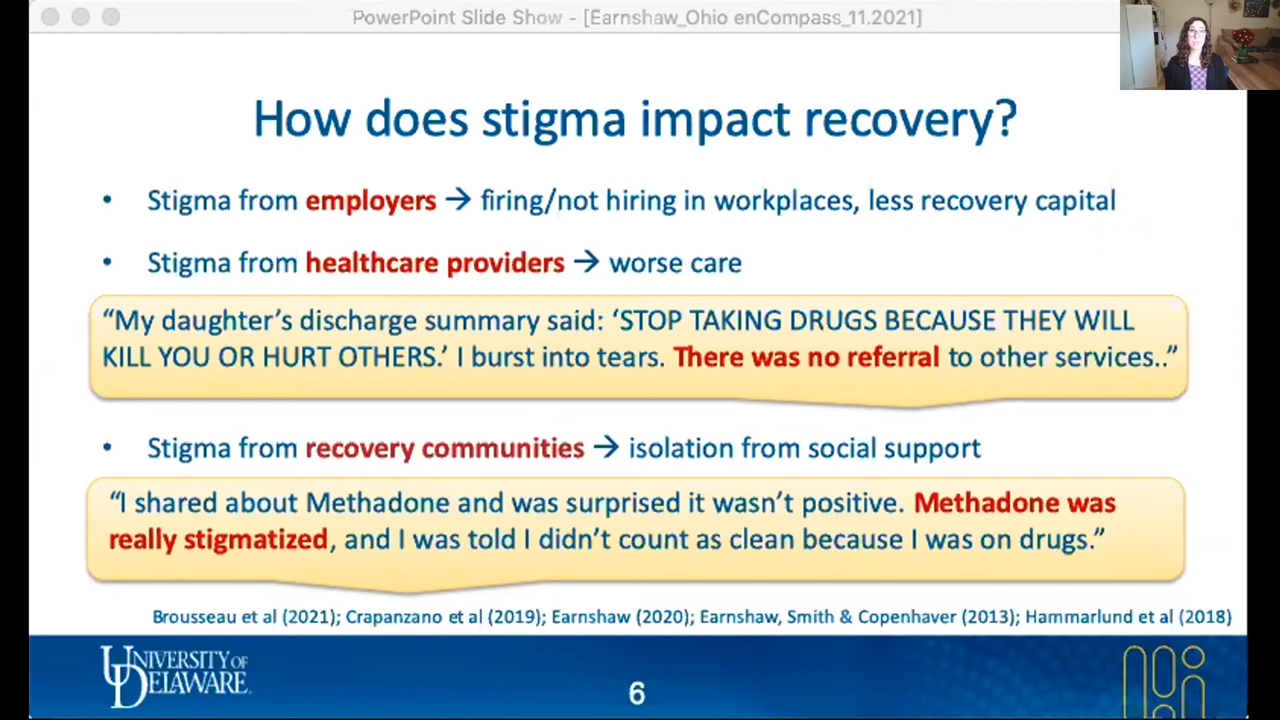 PowerPoint Slide Show - [Earnshaw_Ohio enCompass_11.2021]
How does stigma impact recovery?
• Stigma from employers → firing/not hiring in workplaces, less recovery capital
• Stigma from healthcare providers → worse care
“My daughter’s discharge summary said: ‘STOP TAKING DRUGS BECAUSE THEY WILL
KILL YOU OR HURT OTHERS.’ I burst into tears. There was no referral to other services..”
• Stigma from recovery communities → isolation from social support
“I shared about Methadone and was surprised it wasn’t positive. Methadone was
really stigmatized, and I was told I didn’t count as clean because I was on drugs.”
Brousseau et al (2021); Crapanzano et al (2019); Earnshaw (2020); Earnshaw, Smith & Copenhaver (2013); Hammarlund et al (2018)
UNIVERSITY OF
DELAWARE.
6